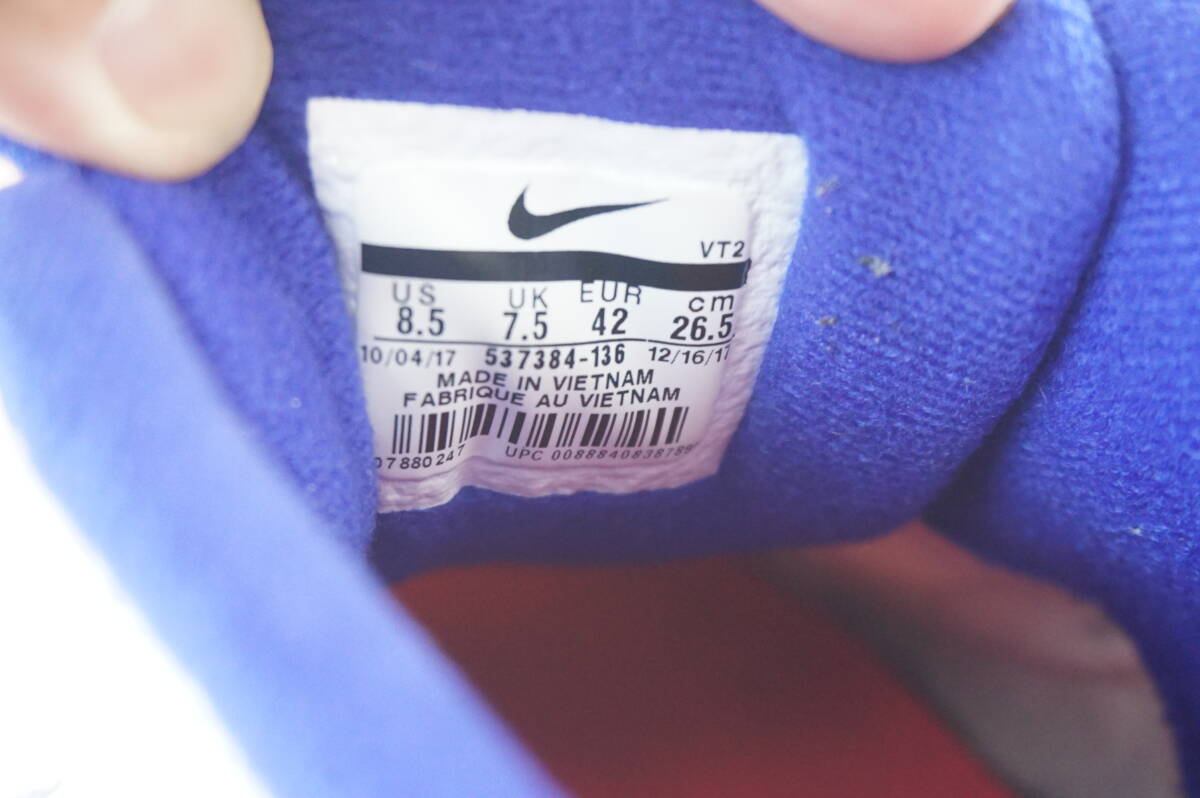 VT2
US UK EUR cm
8.5 7.5 42 26.5
10/04/17 537384-136 12/16/17
MADE IN VIETNAM
FABRIQUE AU VIETNAM
07880247 UPC